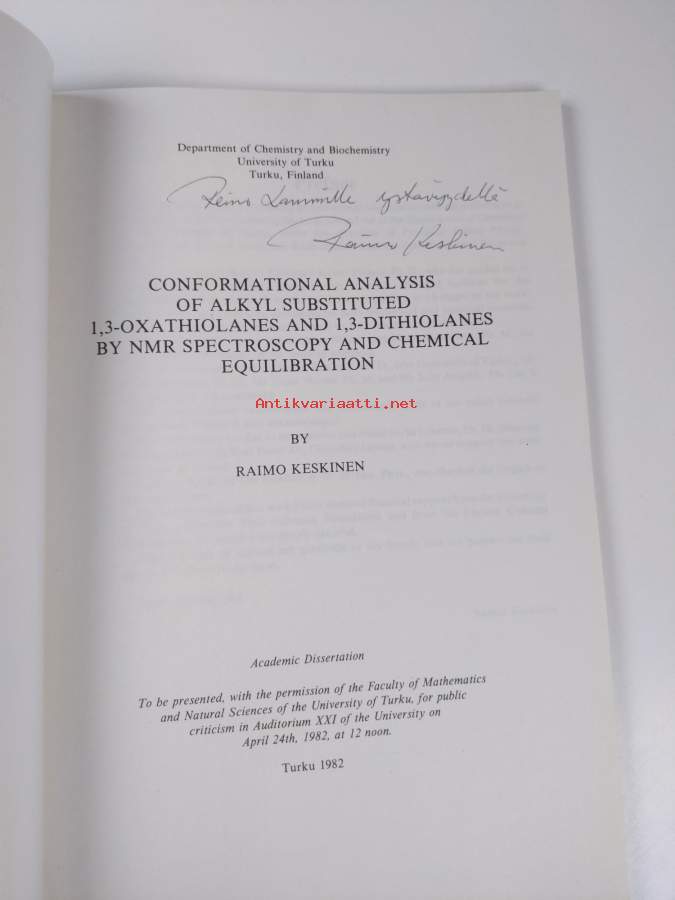 Department of Chemistry and Biochemistry
University of Turku
Turku, Finland
Reimo Lammille ystävyydellä
Raimo Keskinen
CONFORMATIONAL ANALYSIS
OF ALKYL SUBSTITUTED
1,3-OXATHIOLANES AND 1,3-DITHIOLANES
BY NMR SPECTROSCOPY AND CHEMICAL
EQUILIBRATION
Antikvariaatti.net
BY
RAIMO KESKINEN
Academic Dissertation
To be presented, with the permission of the Faculty of Mathematics
and Natural Sciences of the University of Turku, for public
criticism in Auditorium XXI of the University on
April 24th, 1982, at 12 noon.
Turku 1982